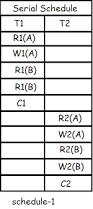 Serial Schedule
T1 T2
R1(A)
W1(A)
R1(B)
R1(B)
C1
R2(A)
W2(A)
R2(B)
W2(B)
C2
schedule-1